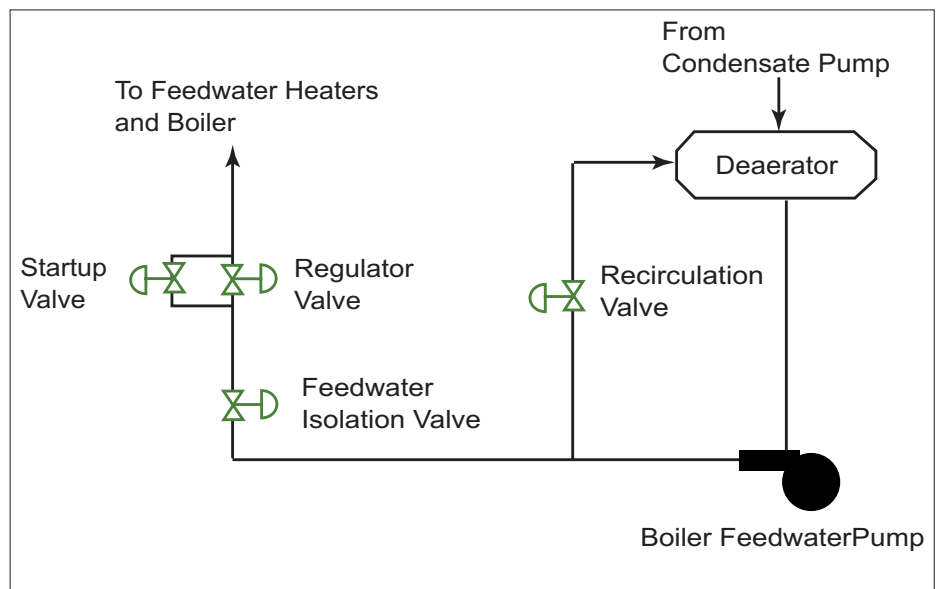 From
Condensate Pump
To Feedwater Heaters
and Boiler
Deaerator
Startup
Valve
Regulator
Valve
Recirculation
Valve
Feedwater
Isolation Valve
Boiler FeedwaterPump